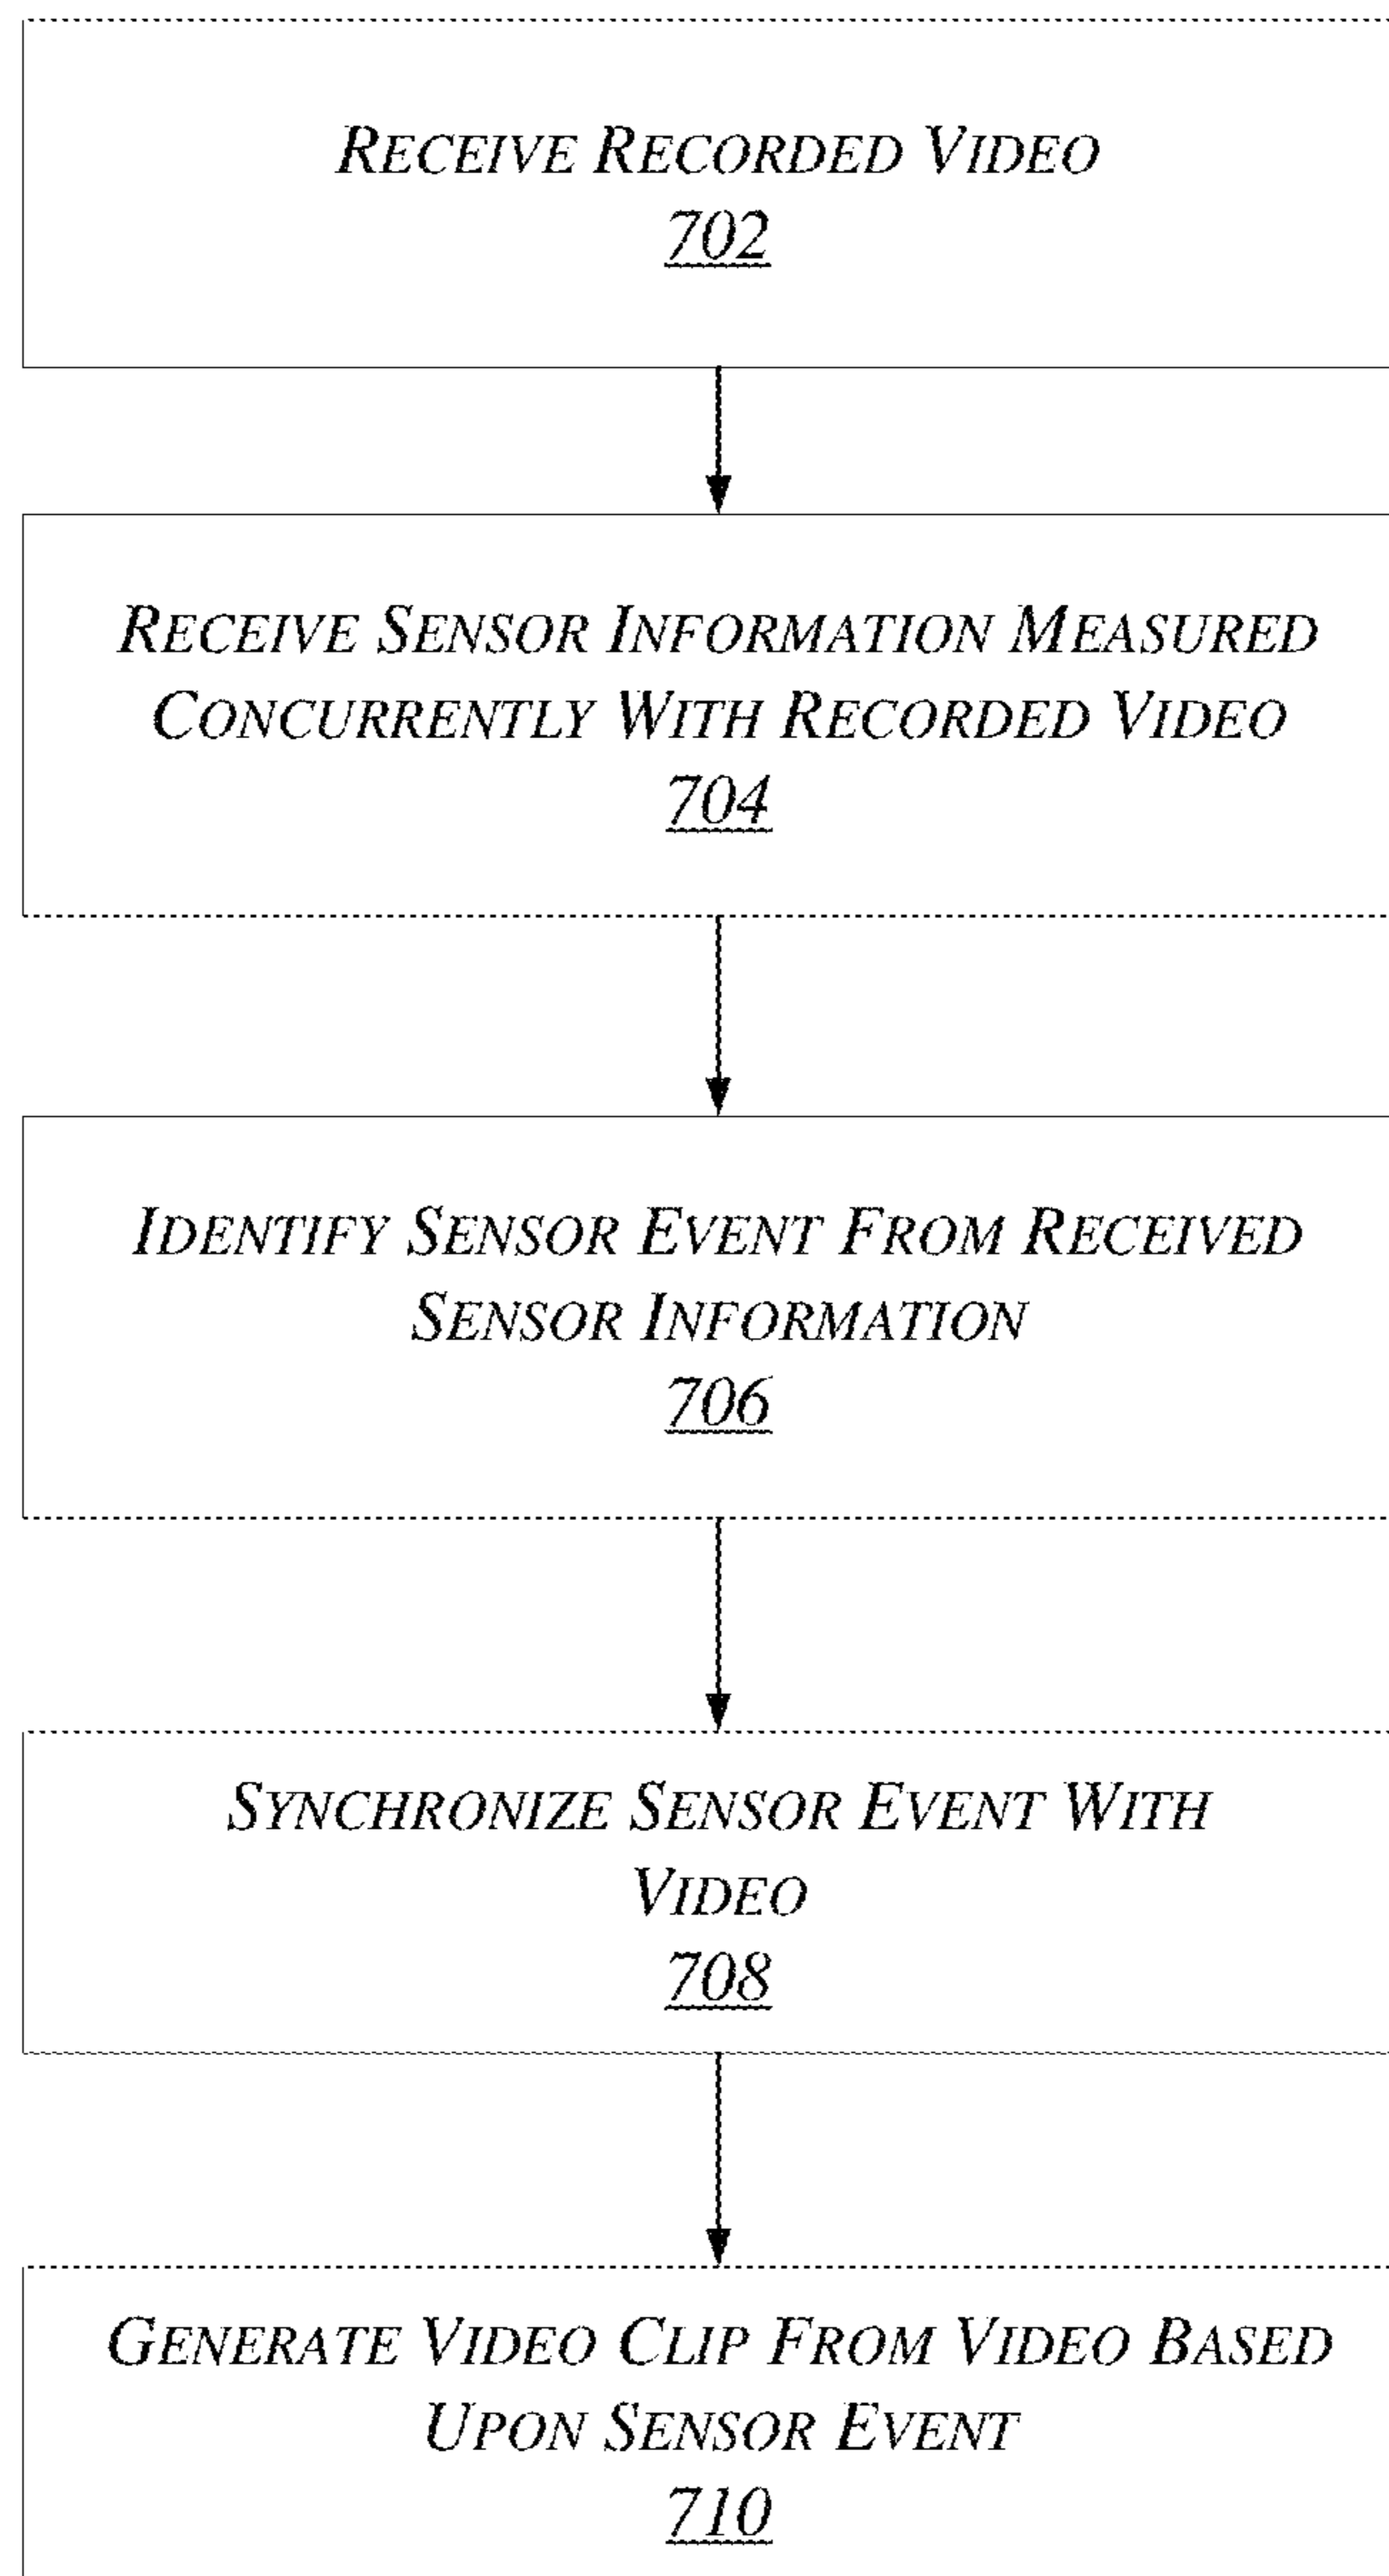 RECEIVE RECORDED VIDEO
702
RECEIVE SENSOR INFORMATION MEASURED
CONCURRENTLY WITH RECORDED VIDEO
704
IDENTIFY SENSOR EVENT FROM RECEIVED
SENSOR INFORMATION
706
SYNCHRONIZE SENSOR EVENT WITH
VIDEO
708
GENERATE VIDEO CLIP FROM VIDEO BASED
UPON SENSOR EVENT
710